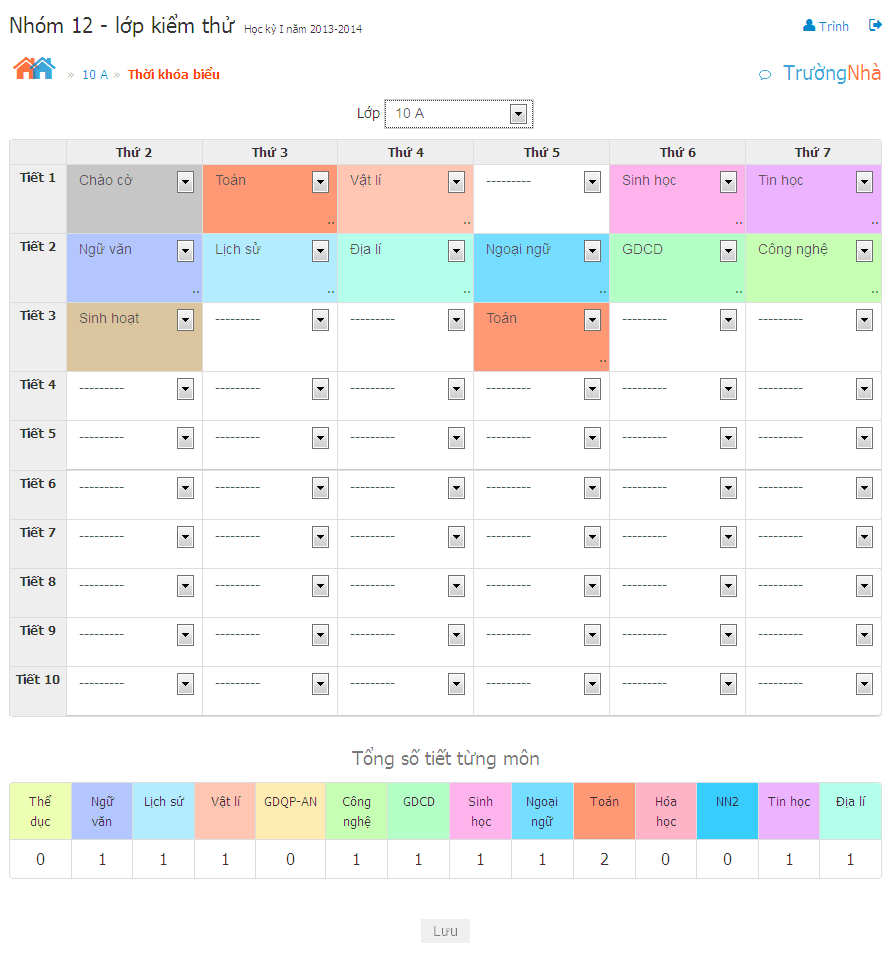 Nhóm 12 - lớp kiểm thử Học kỳ I năm 2013-2014 Trình
» 10 A » Thời khóa biểu TrườngNhà
Lớp 10 A
Thứ 2 Thứ 3 Thứ 4 Thứ 5 Thứ 6 Thứ 7
Tiết 1 Chào cờ Toán Vật lí --------- Sinh học Tin học
.. .. .. ..
Tiết 2 Ngữ văn Lịch sử Địa lí Ngoại ngữ GDCD Công nghệ
.. .. .. .. .. ..
Tiết 3 Sinh hoạt --------- --------- Toán --------- ---------
..
Tiết 4 --------- --------- --------- --------- --------- ---------
Tiết 5 --------- --------- --------- --------- --------- ---------
Tiết 6 --------- --------- --------- --------- --------- ---------
Tiết 7 --------- --------- --------- --------- --------- ---------
Tiết 8 --------- --------- --------- --------- --------- ---------
Tiết 9 --------- --------- --------- --------- --------- ---------
Tiết 10 --------- --------- --------- --------- --------- ---------
Tổng số tiết từng môn
Thể dục Ngữ văn Lịch sử Vật lí GDQP-AN Công nghệ GDCD Sinh học Ngoại ngữ Toán Hóa học NN2 Tin học Địa lí
0 1 1 1 0 1 1 1 1 2 0 0 1 1
Lưu